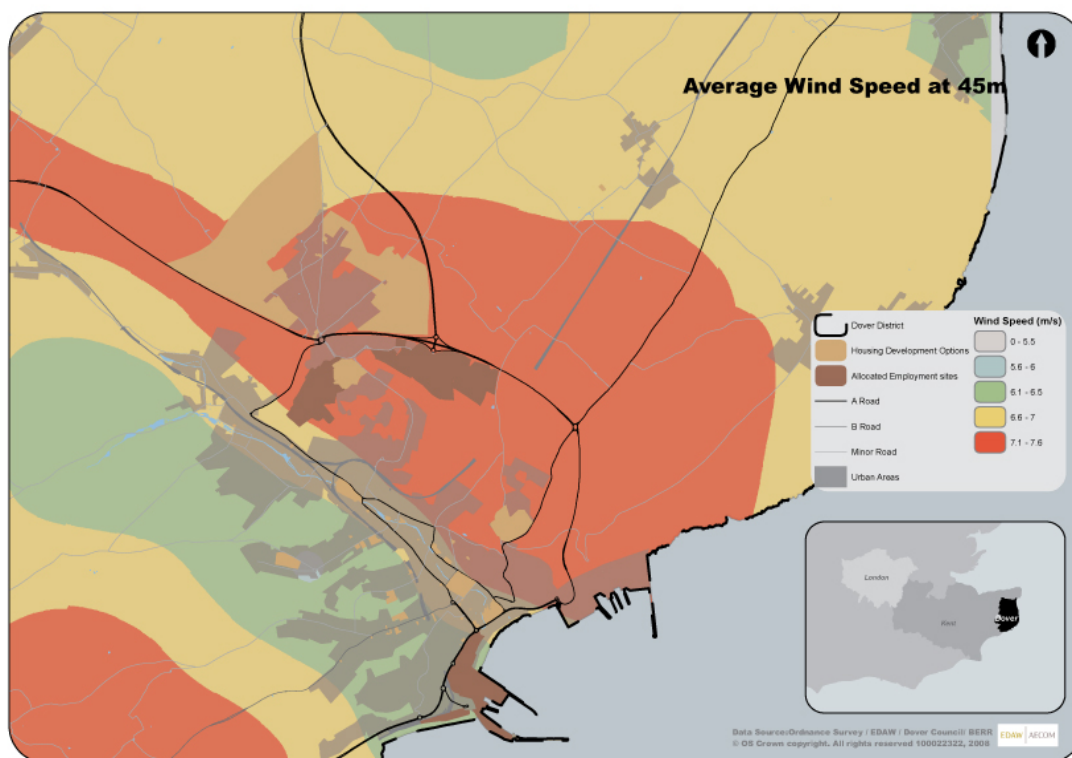 Average Wind Speed at 45m
Dover District
Housing Development Options
Allocated Employment sites
A Road
B Road
Minor Road
Urban Areas
Wind Speed (m/s)
0 - 5.5
5.6 - 6
6.1 - 6.5
6.6 - 7
7.1 - 7.6
London
Kent
Dover
Data Source:Ordnance Survey / EDAW / Dover Council/ BERR
© OS Crown copyright. All rights reserved 100022322, 2008
EDAW | AECOM